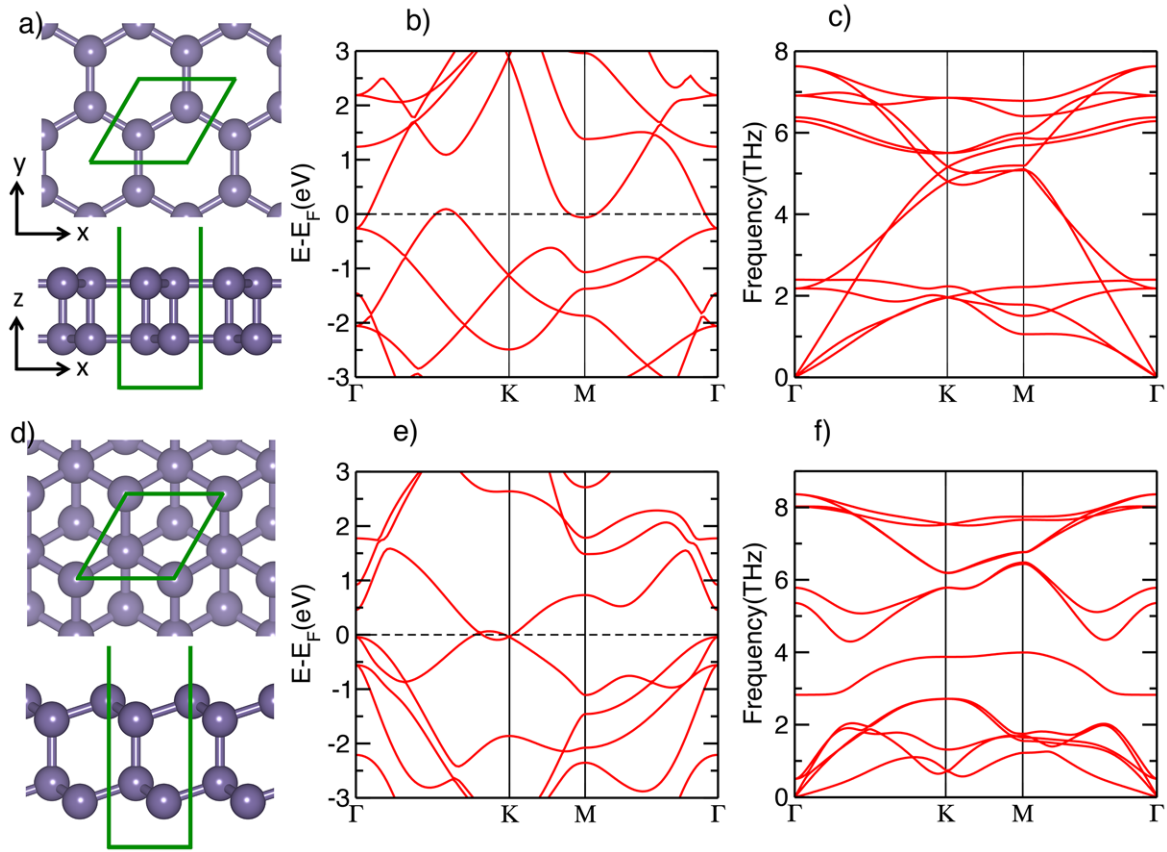 a)
y
x
z
x
b)
E-E_F(eV)
3
2
1
0
-1
-2
-3
Γ K M Γ
c)
Frequency(THz)
8
6
4
2
0
Γ K M Γ
d)
e)
E-E_F(eV)
3
2
1
0
-1
-2
-3
Γ K M Γ
f)
Frequency(THz)
8
6
4
2
0
Γ K M Γ